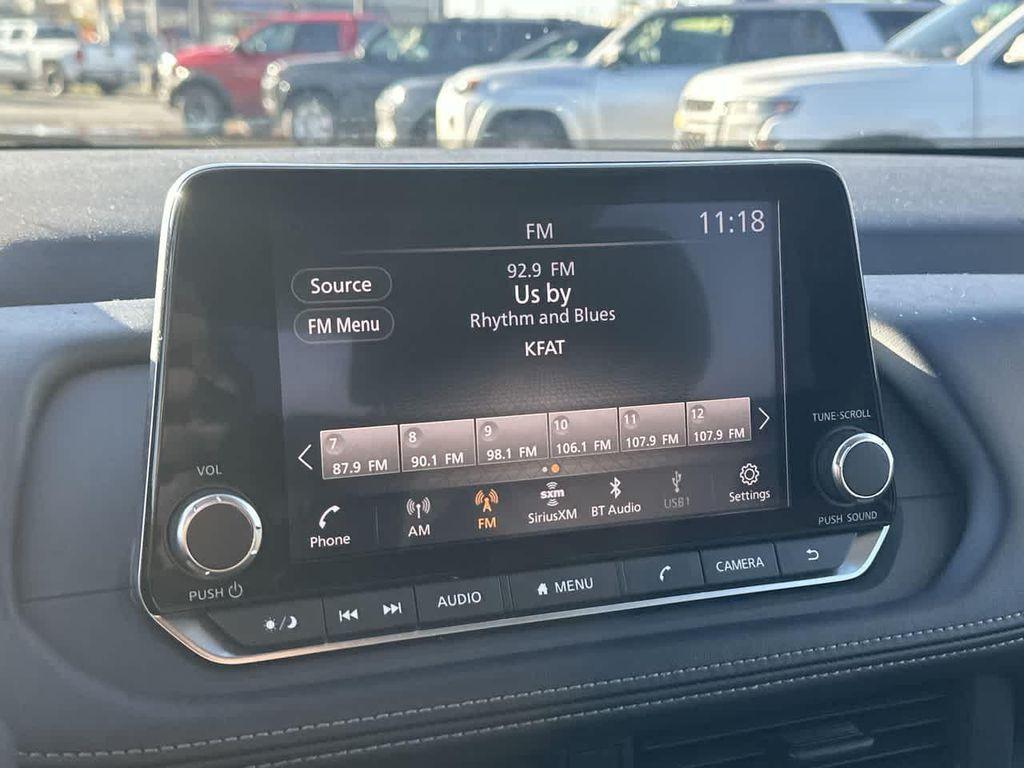 FM
11:18
Source
92.9 FM
Us by
FM Menu
Rhythm and Blues
KFAT
7
87.9 FM
8
90.1 FM
9
98.1 FM
10
106.1 FM
11
107.9 FM
12
107.9 FM
Phone
AM
FM
sxm
SiriusXM
BT Audio
USB1
Settings
VOL
PUSH
TUNE·SCROLL
PUSH SOUND
AUDIO
MENU
CAMERA